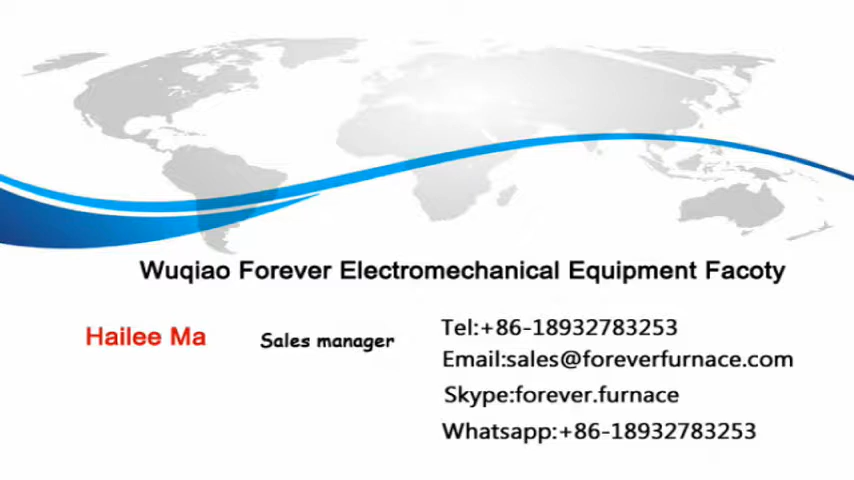 Wuqiao Forever Electromechanical Equipment Facoty
Hailee Ma
Sales manager
Tel:+86-18932783253
Email:sales@foreverfurnace.com
Skype:forever.furnace
Whatsapp:+86-18932783253